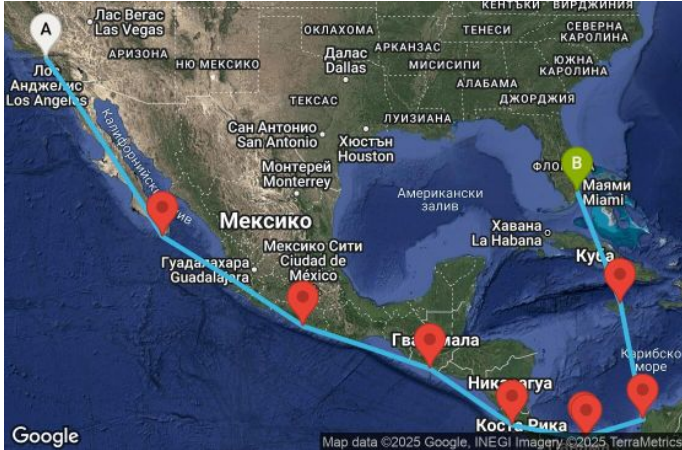 КЕНТЪКИ
ВИРДЖИНИЯ
A
Лас Вегас
Las Vegas
ОКЛАХОМА
ТЕНЕСИ
СЕВЕРНА
КАРОЛИНА
АРИЗОНА
НЮ МЕКСИКО
Далас
Dallas
АРКАНЗАС
МИСИСИПИ
ЮЖНА
КАРОЛИНА
Анджелис
Los Angeles
АЛАБАМА
ТЕКСАС
ДЖОРДЖИЯ
ЛУИЗИАНА
Сан Антонио
San Antonio
Хюстън
Houston
Монтерей
Monterrey
B
Маями
Miami
Американски
залив
Мексико
Хавана
La Habana
Куба
Мексико Сити
Ciudad de
México
Гуадалахара
Guadalajara
Карибско
море
Коста Рика
Google
Map data ©2025 Google, INEGI Imagery ©2025 TerraMetrics